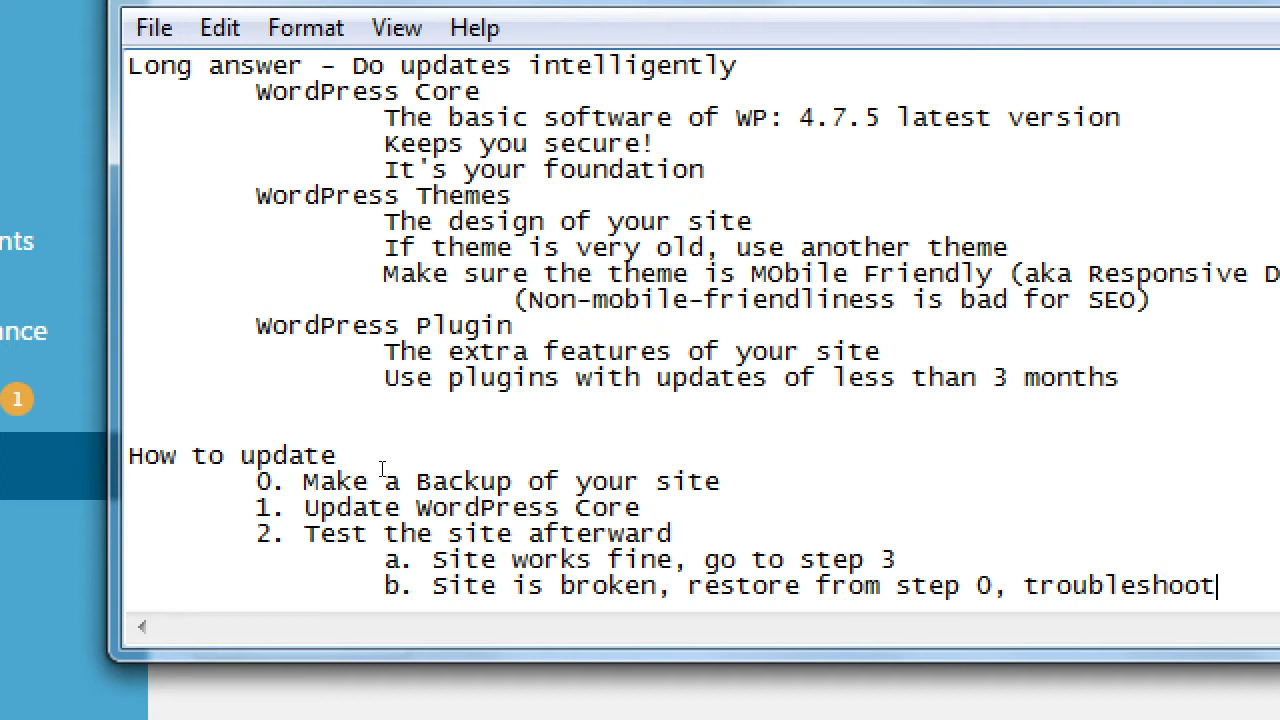 File Edit Format View Help
Long answer - Do updates intelligently
WordPress Core
The basic software of WP: 4.7.5 latest version
Keeps you secure!
It's your foundation
WordPress Themes
The design of your site
nts
If theme is very old, use another theme
Make sure the theme is MObile Friendly (aka Responsive D
(Non-mobile-friendliness is bad for SEO)
WordPress Plugin
ance
The extra features of your site
Use plugins with updates of less than 3 months
1
How to update
0. Make a Backup of your site
1. Update WordPress Core
2. Test the site afterward
a. Site works fine, go to step 3
b. Site is broken, restore from step 0, troubleshoot